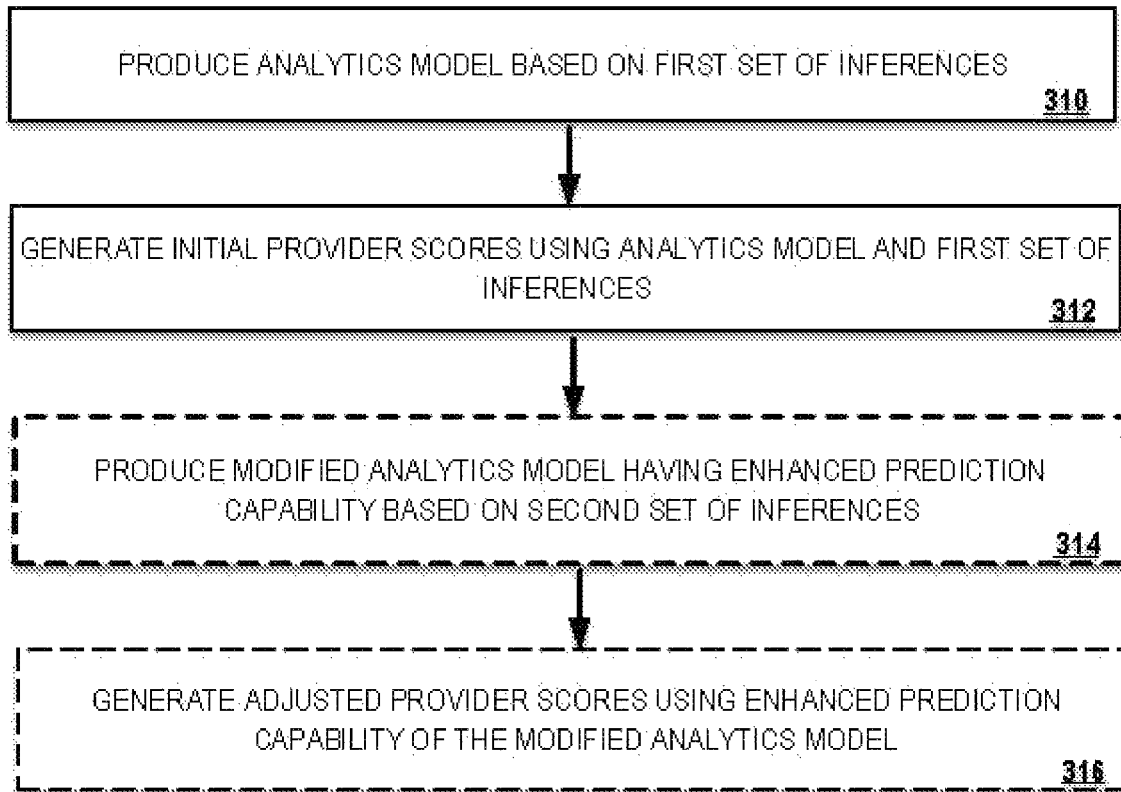 PRODUCE ANALYTICS MODEL BASED ON FIRST SET OF INFERENCES
310
GENERATE INITIAL PROVIDER SCORES USING ANALYTICS MODEL AND FIRST SET OF
INFERENCES
312
PRODUCE MODIFIED ANALYTICS MODEL HAVING ENHANCED PREDICTION
CAPABILITY BASED ON SECOND SET OF INFERENCES
314
GENERATE ADJUSTED PROVIDER SCORES USING ENHANCED PREDICTION
CAPABILITY OF THE MODIFIED ANALYTICS MODEL
316